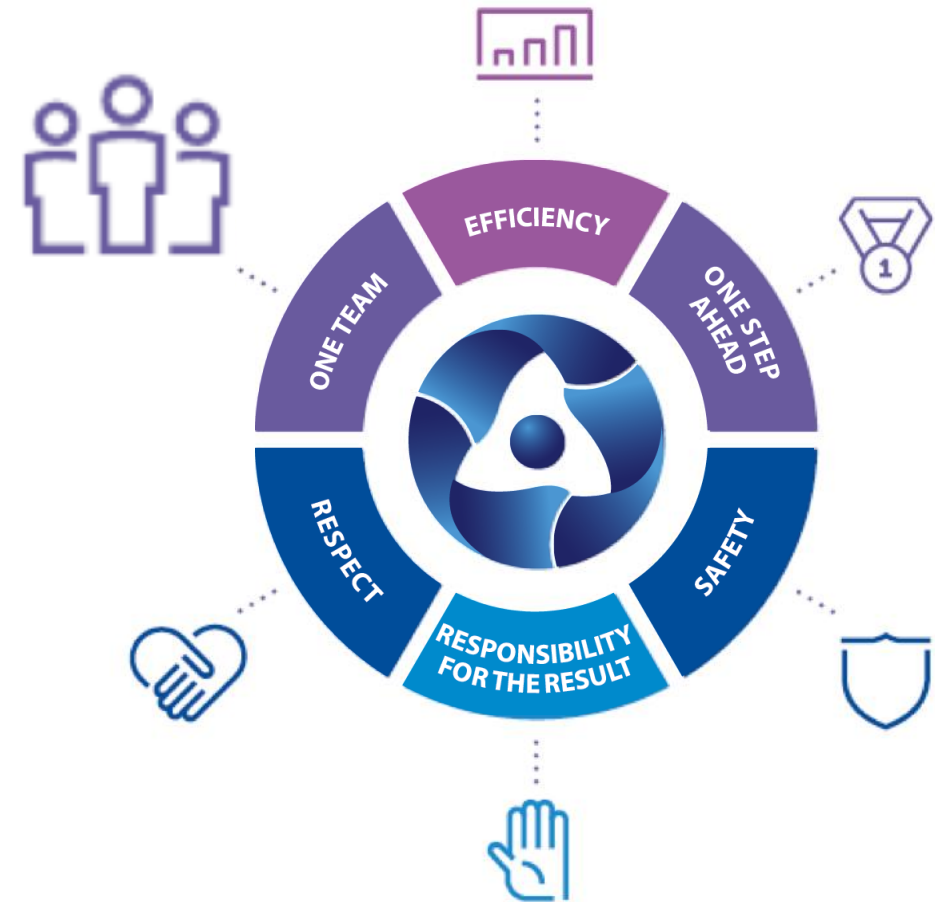 EFFICIENCY
ONE STEP
AHEAD
1
SAFETY
RESPONSIBILITY
FOR THE RESULT
RESPECT
ONE TEAM